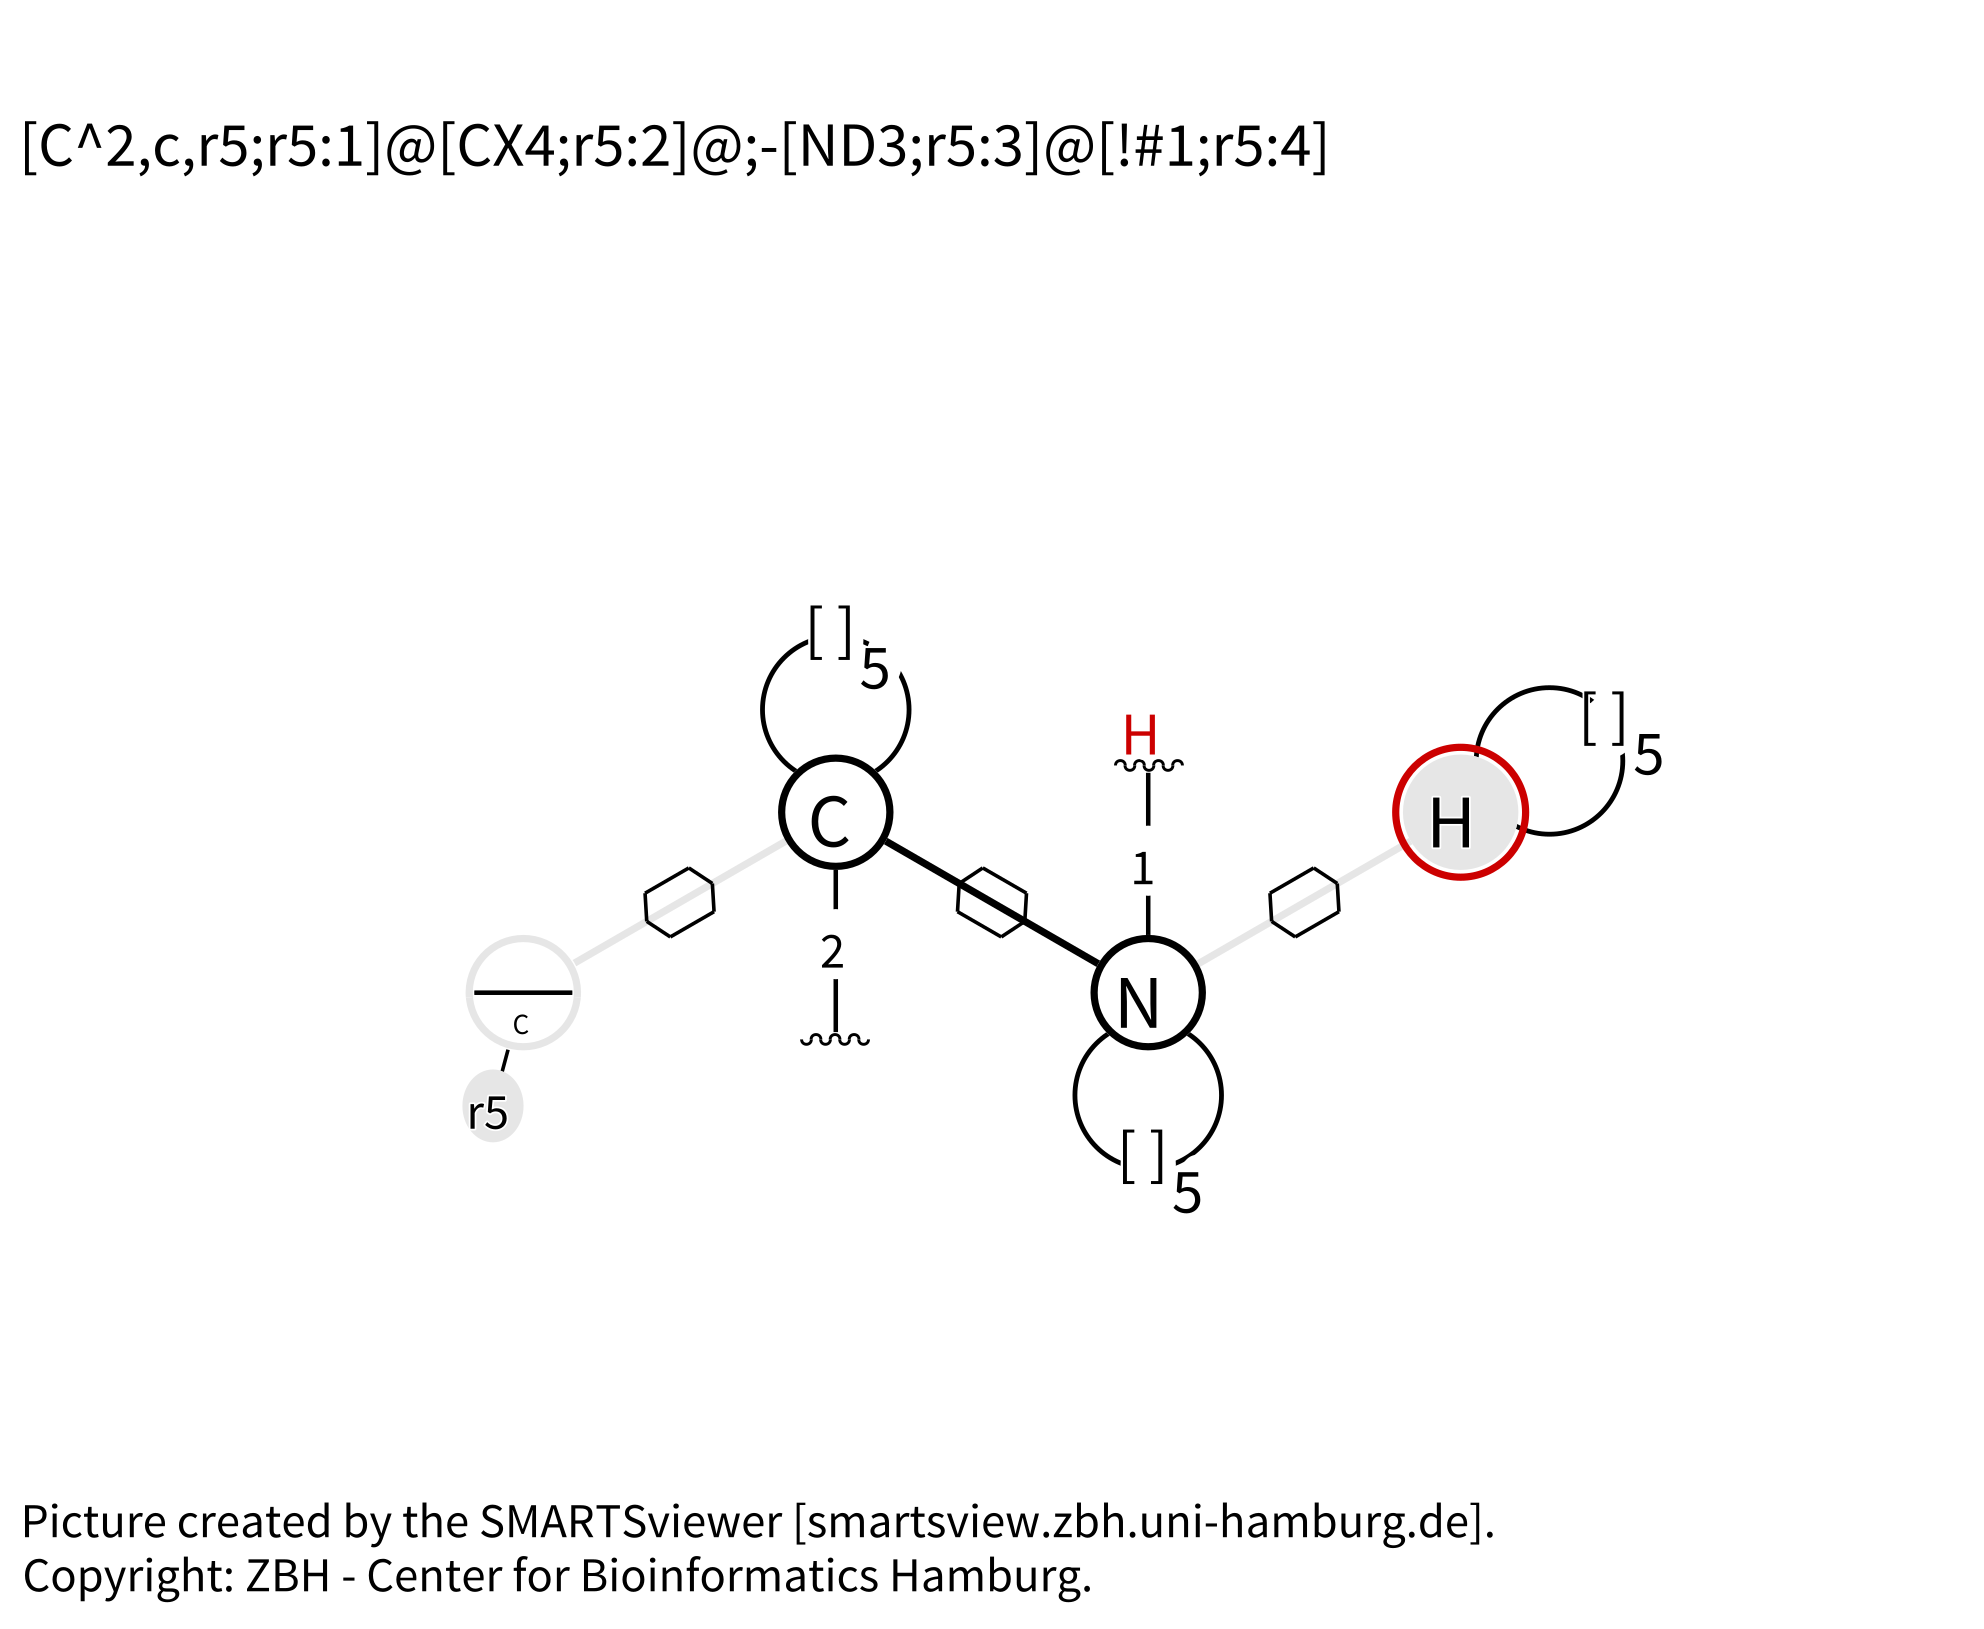 [C^2,c,r5;r5:1]@[CX4;r5:2]@;-[ND3;r5:3]@[!#1;r5:4]
[ ]5
H
[ ]5
1
C
H
2
N
C
r5
[ ]5
Picture created by the SMARTSviewer [smartsview.zbh.uni-hamburg.de].
Copyright: ZBH - Center for Bioinformatics Hamburg.